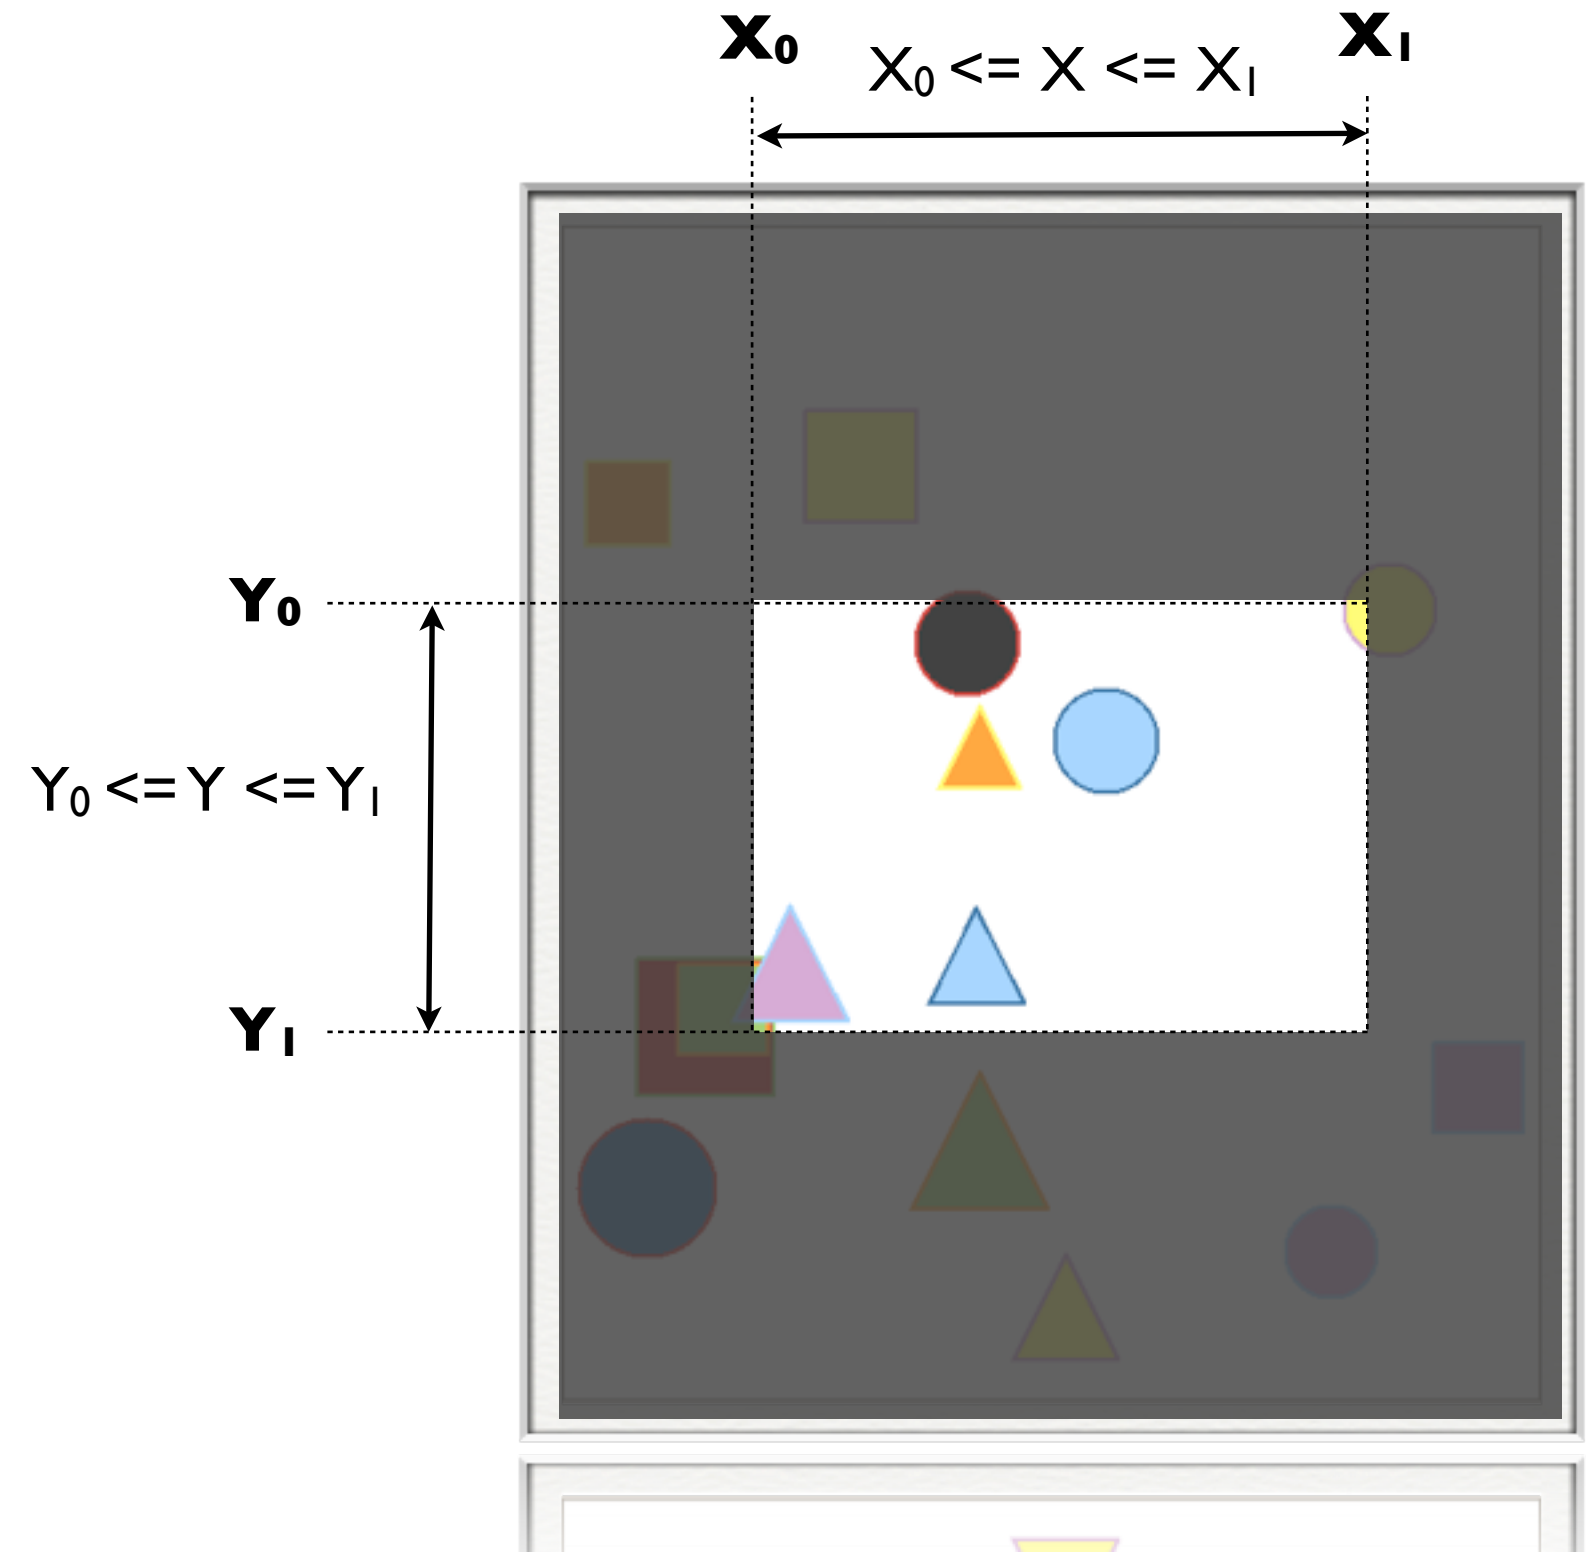 X₀
X₁
X₀ <= X <= X₁
Y₀
Y₀ <= Y <= Y₁
Y₁